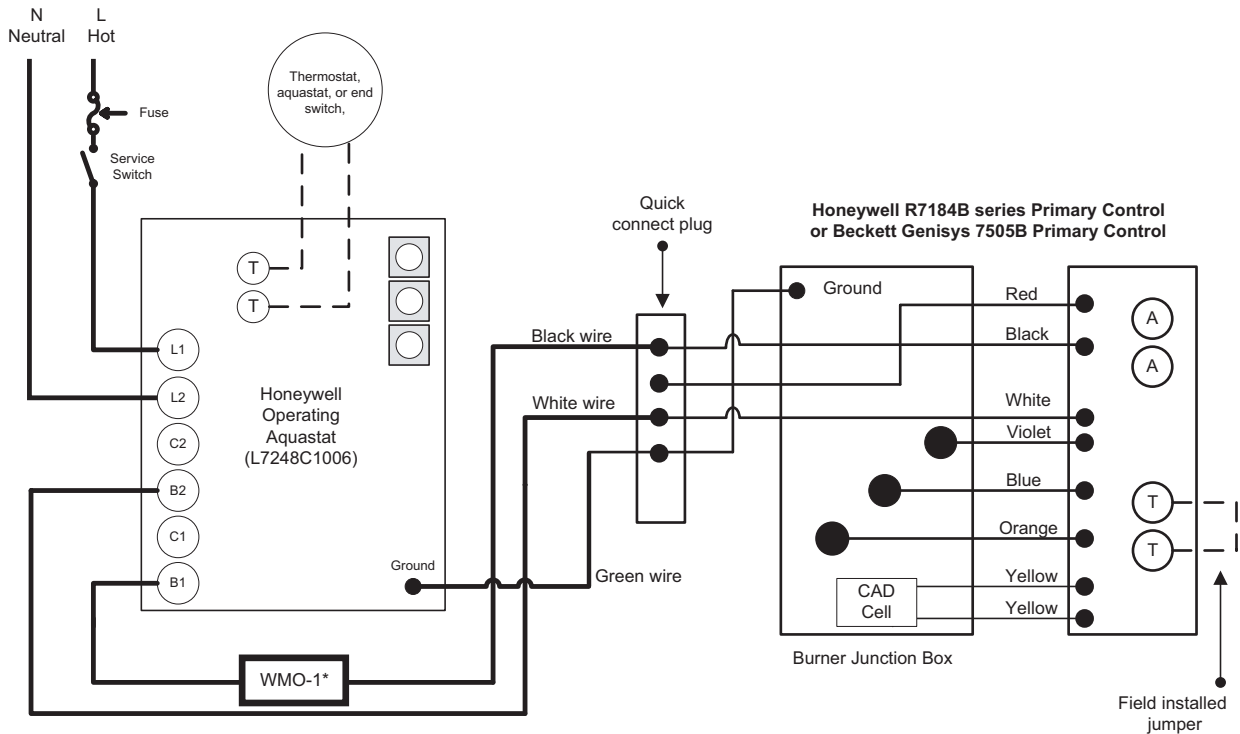 N
Neutral
L
Hot
Fuse
Service
Switch
Thermostat,
aquastat, or end
switch,
T
T
L1
L2
C2
B2
C1
B1
Honeywell
Operating
Aquastat
(L7248C1006)
Ground
WMO-1*
Black wire
White wire
Green wire
Quick
connect plug
Honeywell R7184B series Primary Control
or Beckett Genisys 7505B Primary Control
Ground
Red
Black
White
Violet
Blue
Orange
Yellow
Yellow
CAD
Cell
Burner Junction Box
A
A
T
T
Field installed
jumper